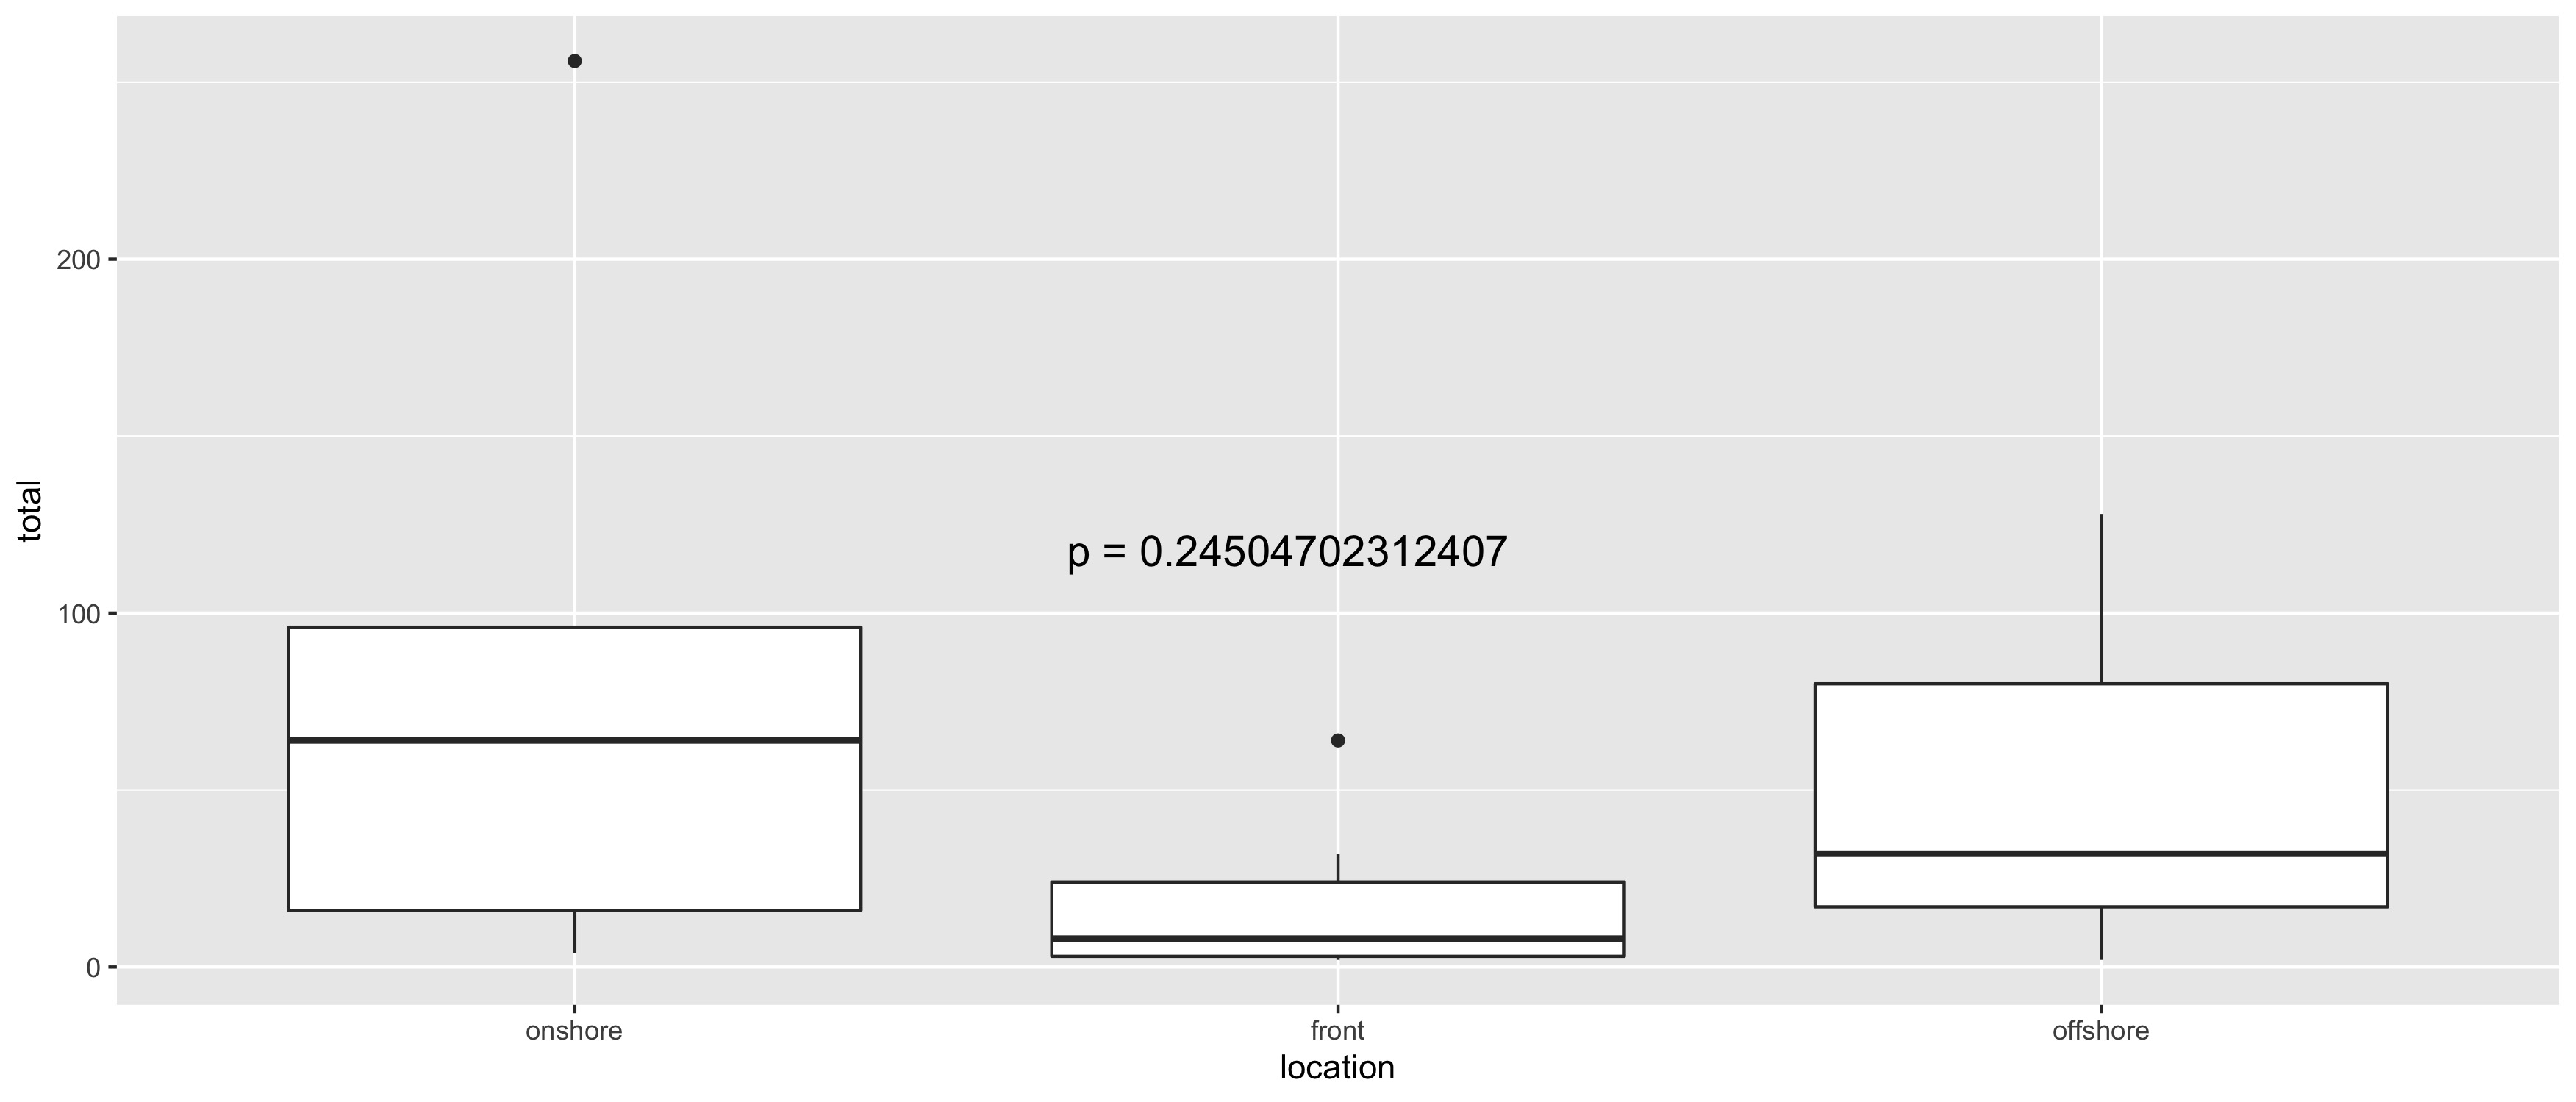 total
200
100
0
p = 0.24504702312407
onshore
front
offshore
location